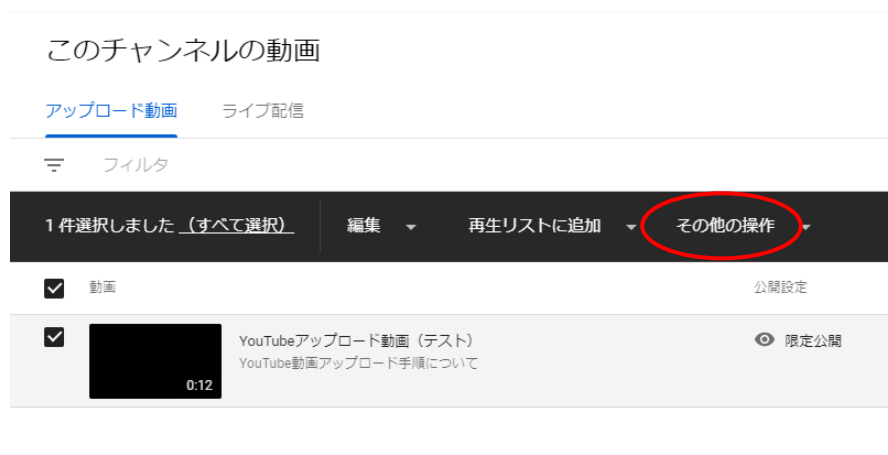 このチャンネルの動画
アップロード動画 ライブ配信
フィルタ
1 件選択しました （すべて選択） 編集 再生リストに追加 その他の操作
動画 公開設定
YouTubeアップロード動画（テスト） 限定公開
YouTube動画アップロード手順について
0:12